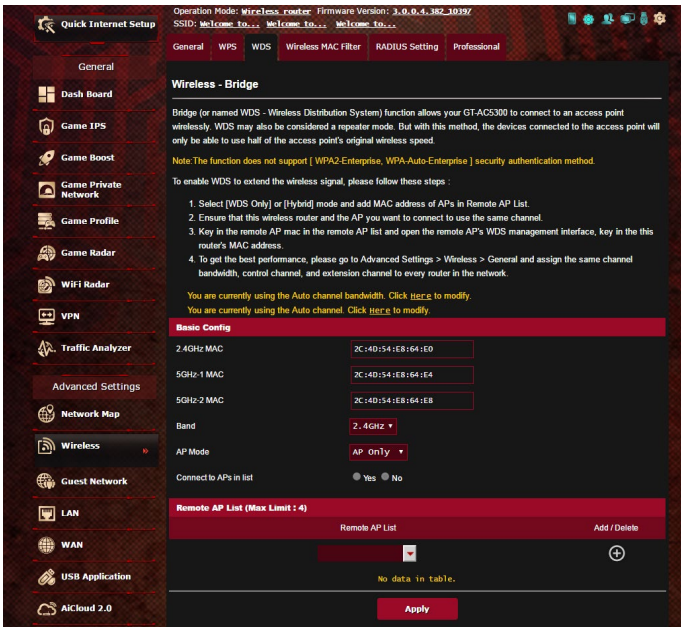 Quick Internet Setup
Operation Mode: Wireless router Firmware Version: 3.0.0.4.382_10397
SSID: Welcome to... Welcome to... Welcome to...
General WPS WDS Wireless MAC Filter RADIUS Setting Professional
General
Dash Board
Game IPS
Game Boost
Game Private
Network
Game Profile
Game Radar
WiFi Radar
VPN
Traffic Analyzer
Advanced Settings
Network Map
Wireless
Guest Network
LAN
WAN
USB Application
AiCloud 2.0
Wireless - Bridge
Bridge (or named WDS - Wireless Distribution System) function allows your GT-AC5300 to connect to an access point
wirelessly. WDS may also be considered a repeater mode. But with this method, the devices connected to the access point will
only be able to use half of the access point's original wireless speed.
Note:The function does not support [ WPA2-Enterprise, WPA-Auto-Enterprise ] security authentication method.
To enable WDS to extend the wireless signal, please follow these steps :
1. Select [WDS Only] or [Hybrid] mode and add MAC address of APs in Remote AP List.
2. Ensure that this wireless router and the AP you want to connect to use the same channel.
3. Key in the remote AP mac in the remote AP list and open the remote AP's WDS management interface, key in the this
router's MAC address.
4. To get the best performance, please go to Advanced Settings > Wireless > General and assign the same channel
bandwidth, control channel, and extension channel to every router in the network.
You are currently using the Auto channel bandwidth. Click Here to modify.
You are currently using the Auto channel. Click Here to modify.
Basic Config
2.4GHz MAC 2C:4D:54:E8:64:E0
5GHz-1 MAC 2C:4D:54:E8:64:E4
5GHz-2 MAC 2C:4D:54:E8:64:E8
Band 2.4GHz
AP Mode AP Only
Connect to APs in list Yes No
Remote AP List (Max Limit : 4)
Remote AP List Add / Delete
No data in table.
Apply